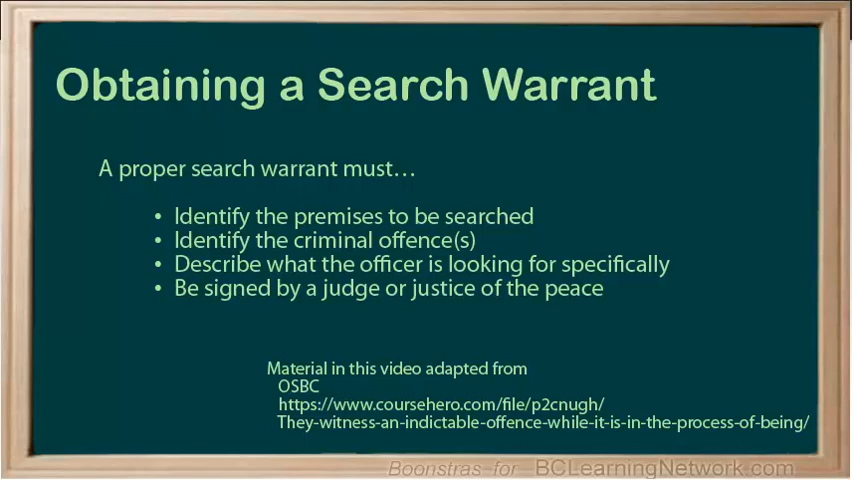 Obtaining a Search Warrant
A proper search warrant must…
• Identify the premises to be searched
• Identify the criminal offence(s)
• Describe what the officer is looking for specifically
• Be signed by a judge or justice of the peace
Material in this video adapted from
OSBC
https://www.coursehero.com/file/p2cnugh/
They-witness-an-indictable-offence-while-it-is-in-the-process-of-being/
Boonstras for BCLearningNetwork.com